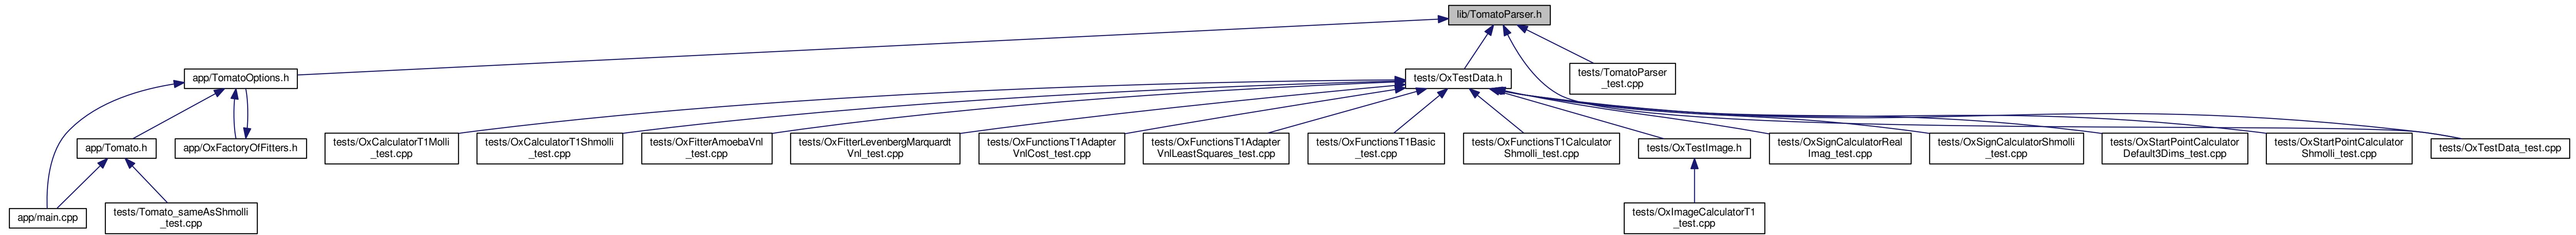 lib/TomatoParser.h
app/TomatoOptions.h
tests/OxTestData.h
tests/TomatoParser
_test.cpp
app/Tomato.h
app/OxFactoryOfFitters.h
tests/OxCalculatorT1Molli
_test.cpp
tests/OxCalculatorT1Shmolli
_test.cpp
tests/OxFitterAmoebaVnl
_test.cpp
tests/OxFitterLevenbergMarquardt
Vnl_test.cpp
tests/OxFunctionsT1Adapter
VnlCost_test.cpp
tests/OxFunctionsT1Adapter
VnlLeastSquares_test.cpp
tests/OxFunctionsT1Basic
_test.cpp
tests/OxFunctionsT1Calculator
Shmolli_test.cpp
tests/OxTestImage.h
tests/OxSignCalculatorReal
Imag_test.cpp
tests/OxSignCalculatorShmolli
_test.cpp
tests/OxStartPointCalculator
Default3Dims_test.cpp
tests/OxStartPointCalculator
Shmolli_test.cpp
tests/OxTestData_test.cpp
app/main.cpp
tests/Tomato_sameAsShmolli
_test.cpp
tests/OxImageCalculatorT1
_test.cpp